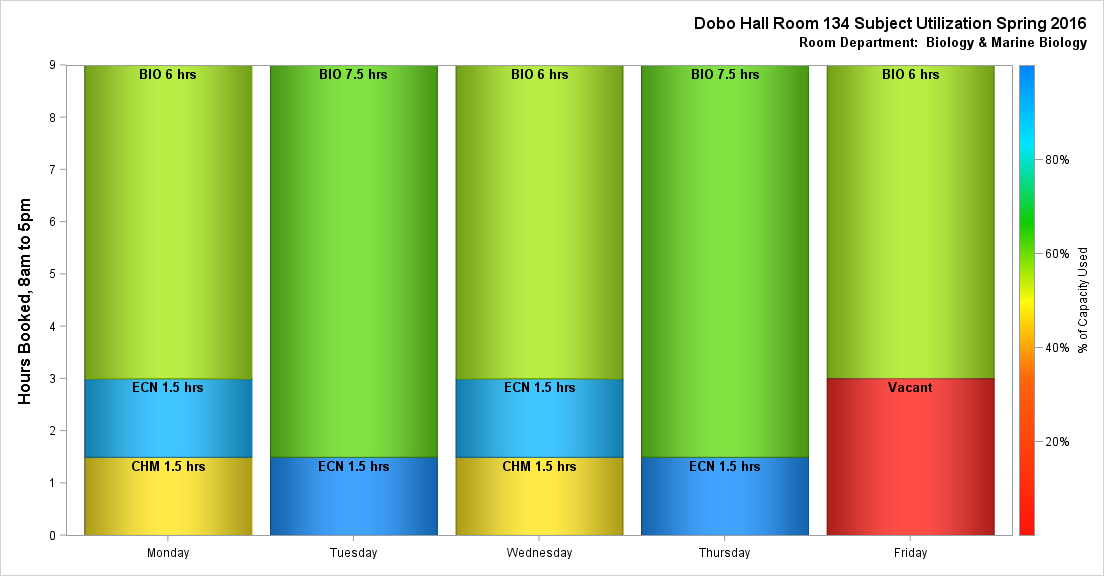 Dobo Hall Room 134 Subject Utilization Spring 2016
Room Department:  Biology & Marine Biology
Hours Booked, 8am to 5pm
9
8
7
6
5
4
3
2
1
0
BIO 6 hrs
ECN 1.5 hrs
CHM 1.5 hrs
BIO 7.5 hrs
ECN 1.5 hrs
BIO 6 hrs
ECN 1.5 hrs
CHM 1.5 hrs
BIO 7.5 hrs
ECN 1.5 hrs
BIO 6 hrs
Vacant
Monday
Tuesday
Wednesday
Thursday
Friday
80%
60%
40%
20%
% of Capacity Used